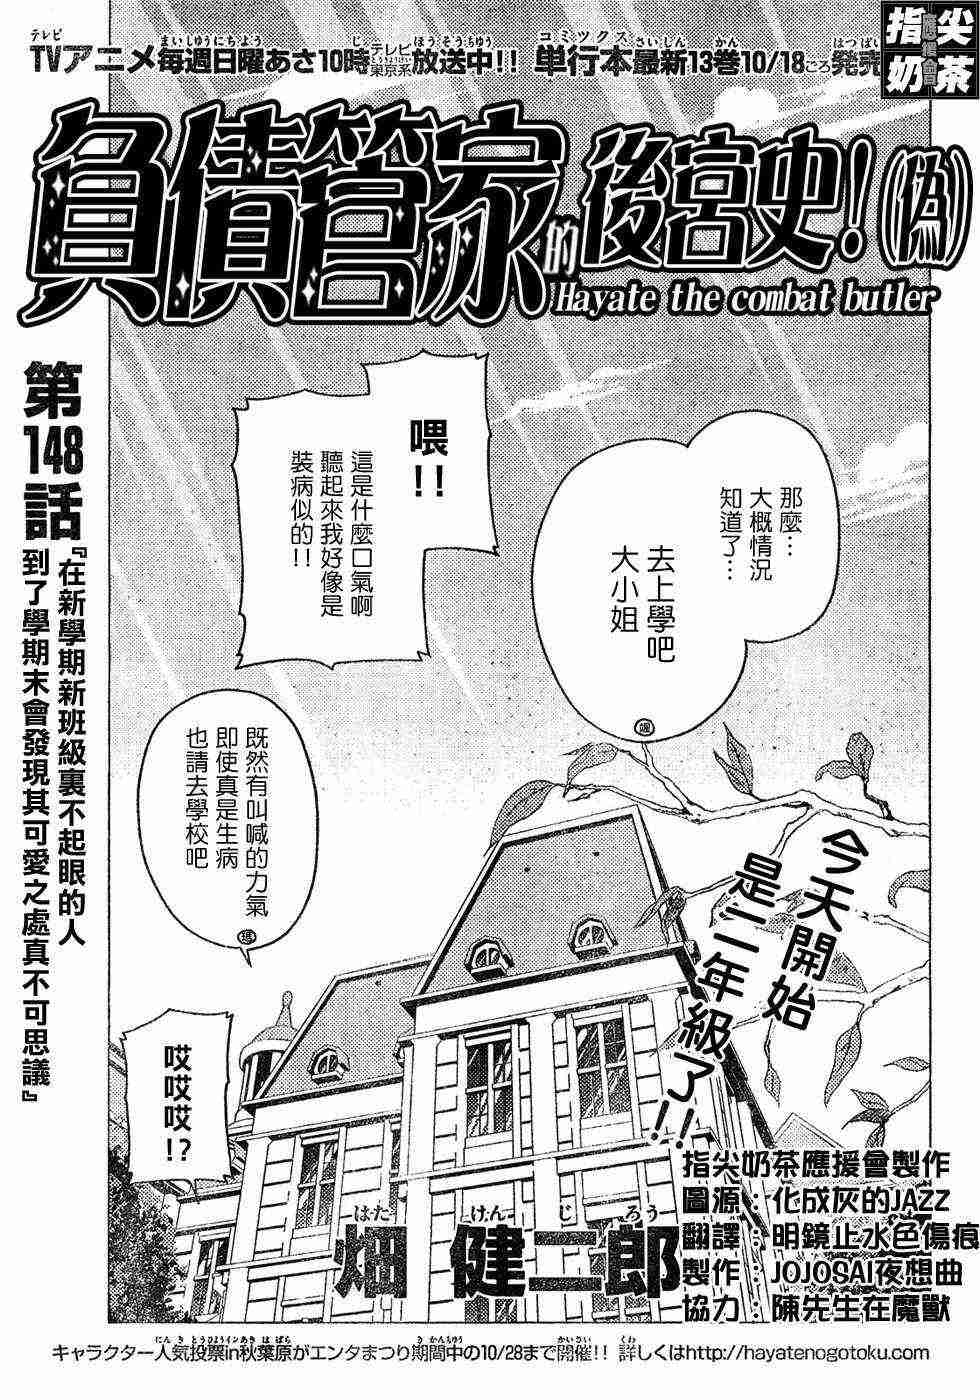 TVアニメ毎週日曜あさ10時テレビ東京系放送中!! 単行本最新13巻10/18ごろ発売
指尖奶茶
應援會
負債管家的後宮史!(偽)
Hayate the combat butler
第148話
『在新學期新班級裏不起眼的人
到了學期末會發現其可愛之處真不可思議』
那麼…
大概情況
知道了…
去上學吧
大小姐
喂!!
這是什麼口氣啊
聽起來我好像是
裝病似的!!
既然有叫喊的力氣
即使真是生病
也請去學校吧
哎哎哎!?
今天開始
是二年級了!!
指尖奶茶應援會製作
圖源：化成灰的JAZZ
翻譯：明鏡止水色傷痕
製作：JOJOSAI夜想曲
協力：陳先生在魔獸
畑 健二郎
はた けんじろう
キャラクター人気投票in秋葉原がエンタまつり期間中の10/28まで開催!! 詳しくはhttp://hayatenogotoku.com/